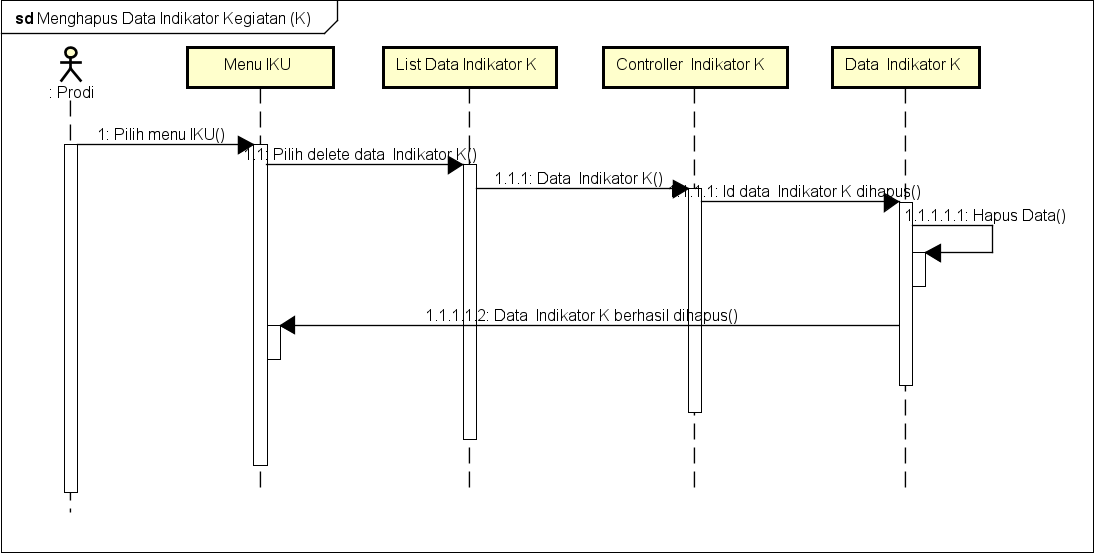 sd Menghapus Data Indikator Kegiatan (K)
: Prodi
Menu IKU
List Data Indikator K
Controller Indikator K
Data Indikator K
1: Pilih menu IKU()
1.1: Pilih delete data Indikator K()
1.1.1: Data Indikator K()
1.1.1.1: Id data Indikator K dihapus()
1.1.1.1.1: Hapus Data()
1.1.1.1.2: Data Indikator K berhasil dihapus()